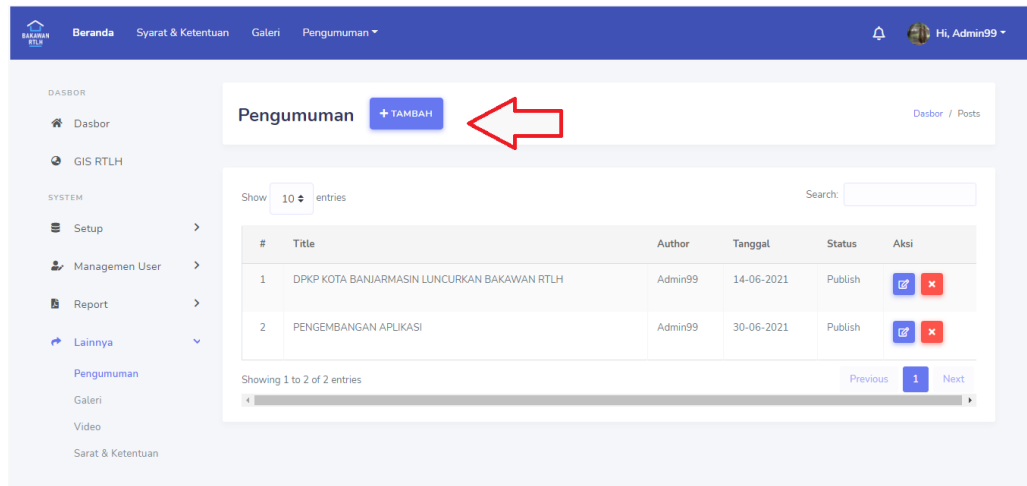 BAKAWAN
RTLH
Beranda Syarat & Ketentuan Galeri Pengumuman
Hi, Admin99
DASBOR
Dasbor
GIS RTLH
SYSTEM
Setup
Managemen User
Report
Lainnya
Pengumuman
Galeri
Video
Sarat & Ketentuan
Pengumuman
+ TAMBAH
Dasbor / Posts
Show 10 entries
Search:
# Title Author Tanggal Status Aksi
1 DPKP KOTA BANJARMASIN LUNCURKAN BAKAWAN RTLH Admin99 14-06-2021 Publish
2 PENGEMBANGAN APLIKASI Admin99 30-06-2021 Publish
Showing 1 to 2 of 2 entries
Previous 1 Next